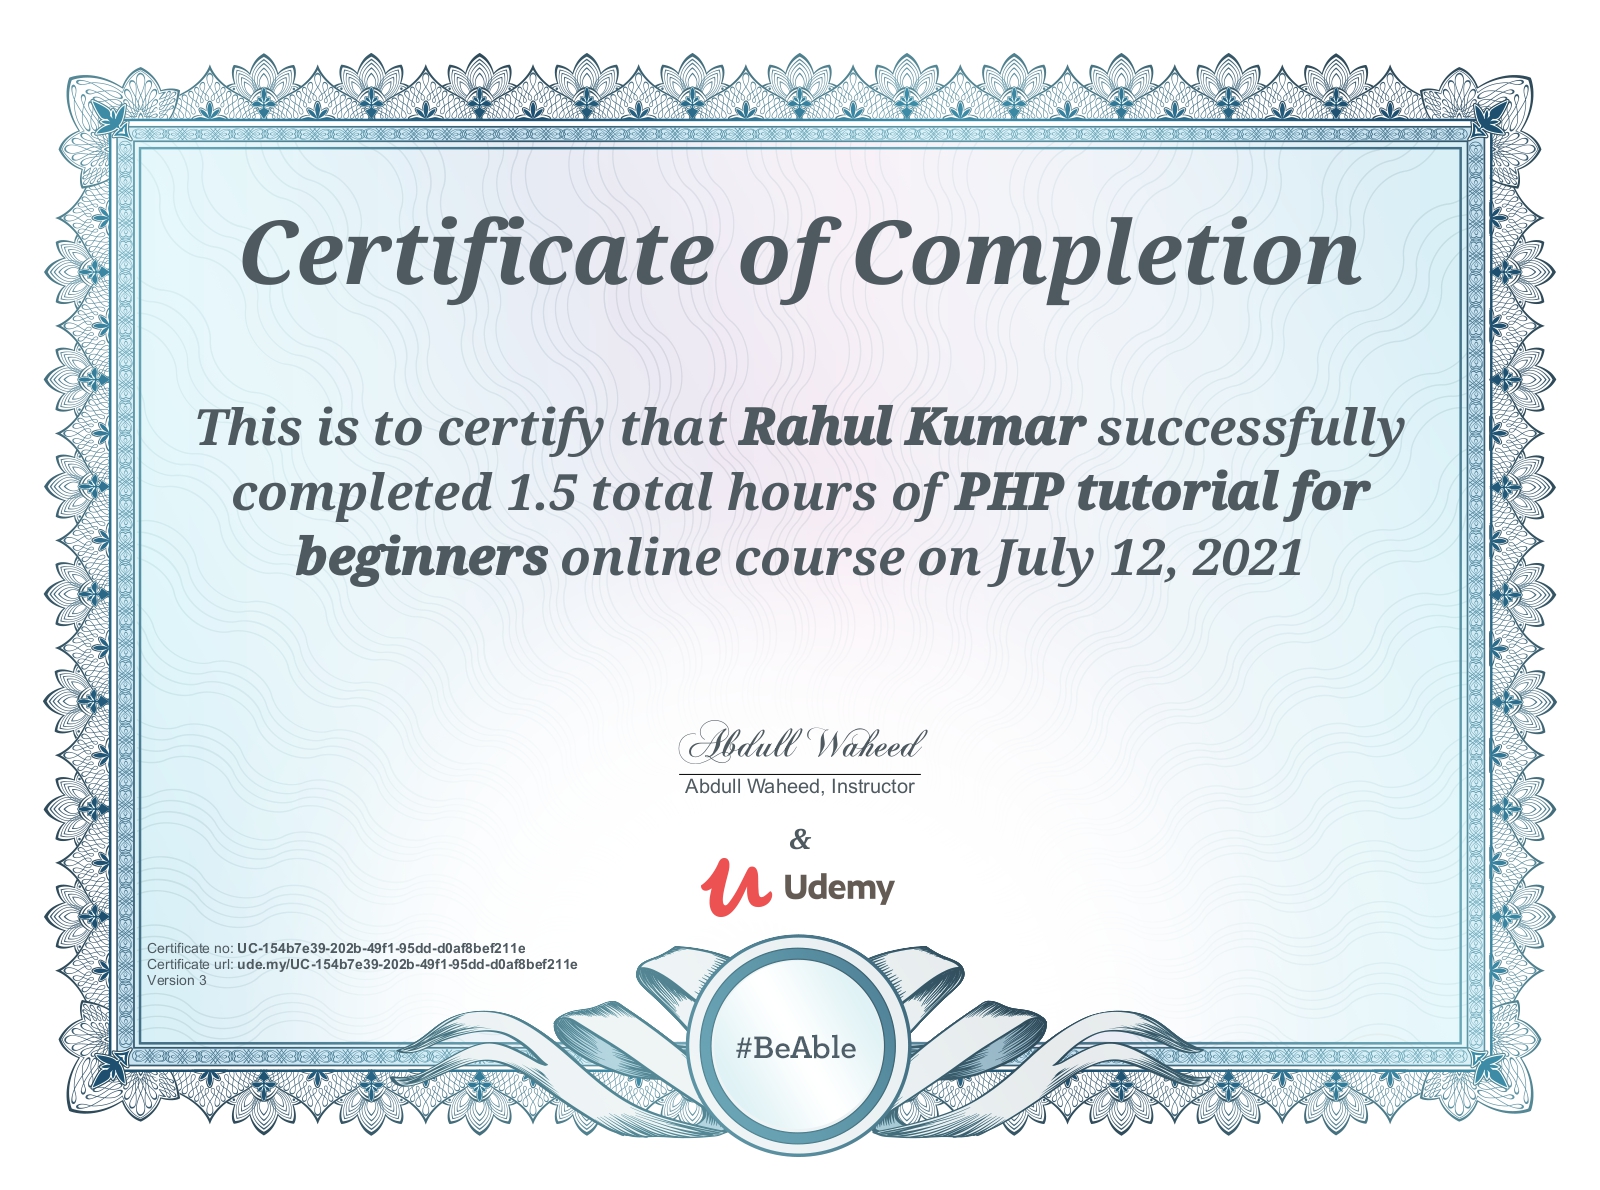 Certificate of Completion
This is to certify that Rahul Kumar successfully
completed 1.5 total hours of PHP tutorial for
beginners online course on July 12, 2021
Abdull Waheed
Abdull Waheed, Instructor
&
Udemy
Certificate no: UC-154b7e39-202b-49f1-95dd-d0af8bef211e
Certificate url: ude.my/UC-154b7e39-202b-49f1-95dd-d0af8bef211e
Version 3
#BeAble